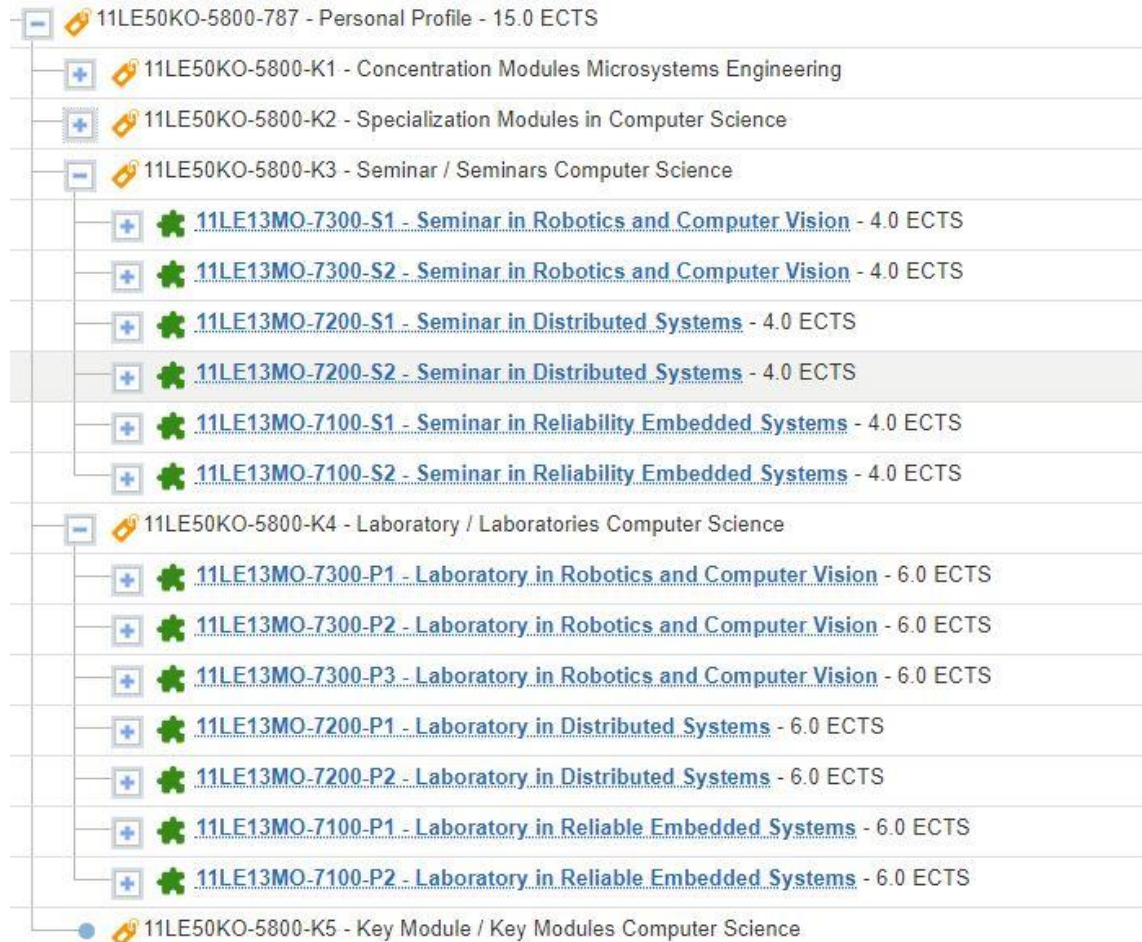 11LE50KO-5800-787 - Personal Profile - 15.0 ECTS
11LE50KO-5800-K1 - Concentration Modules Microsystems Engineering
11LE50KO-5800-K2 - Specialization Modules in Computer Science
11LE50KO-5800-K3 - Seminar / Seminars Computer Science
11LE13MO-7300-S1 - Seminar in Robotics and Computer Vision - 4.0 ECTS
11LE13MO-7300-S2 - Seminar in Robotics and Computer Vision - 4.0 ECTS
11LE13MO-7200-S1 - Seminar in Distributed Systems - 4.0 ECTS
11LE13MO-7200-S2 - Seminar in Distributed Systems - 4.0 ECTS
11LE13MO-7100-S1 - Seminar in Reliability Embedded Systems - 4.0 ECTS
11LE13MO-7100-S2 - Seminar in Reliability Embedded Systems - 4.0 ECTS
11LE50KO-5800-K4 - Laboratory / Laboratories Computer Science
11LE13MO-7300-P1 - Laboratory in Robotics and Computer Vision - 6.0 ECTS
11LE13MO-7300-P2 - Laboratory in Robotics and Computer Vision - 6.0 ECTS
11LE13MO-7300-P3 - Laboratory in Robotics and Computer Vision - 6.0 ECTS
11LE13MO-7200-P1 - Laboratory in Distributed Systems - 6.0 ECTS
11LE13MO-7200-P2 - Laboratory in Distributed Systems - 6.0 ECTS
11LE13MO-7100-P1 - Laboratory in Reliable Embedded Systems - 6.0 ECTS
11LE13MO-7100-P2 - Laboratory in Reliable Embedded Systems - 6.0 ECTS
11LE50KO-5800-K5 - Key Module / Key Modules Computer Science